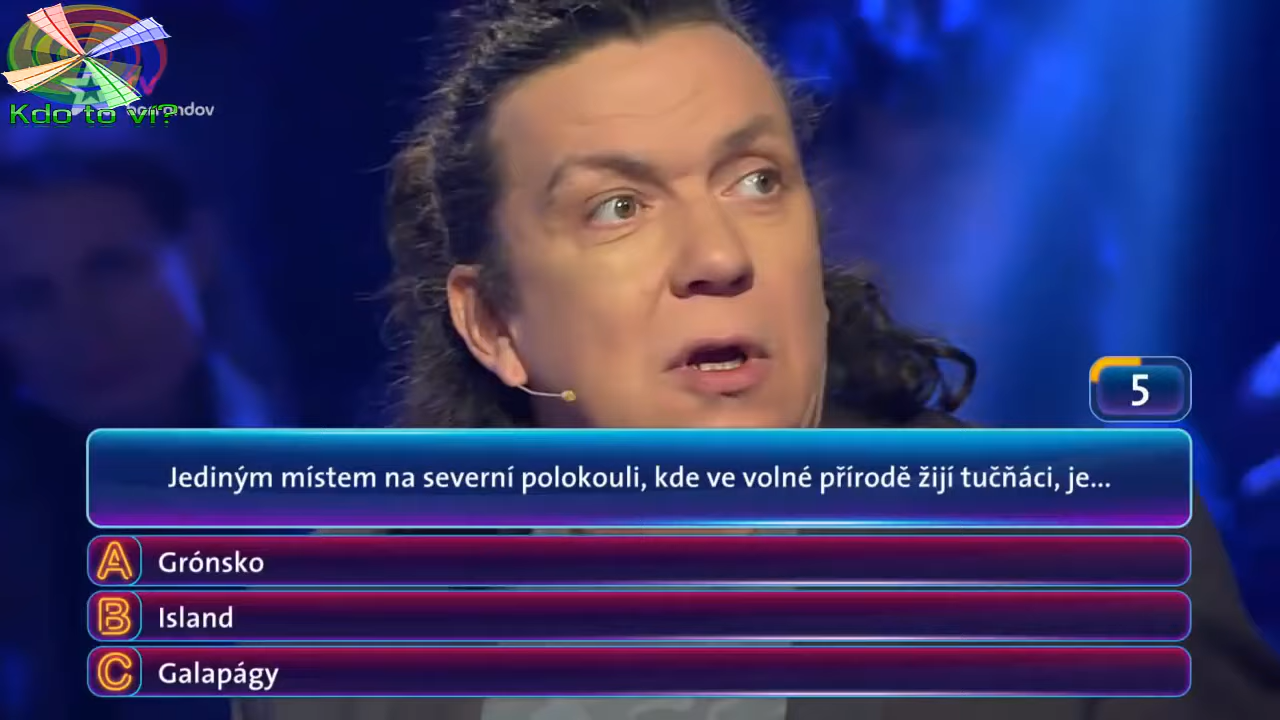 Kdo to ví?
barrandov
5
Jediným místem na severní polokouli, kde ve volné přírodě žijí tučňáci, je...
A Grónsko
B Island
C Galapágy